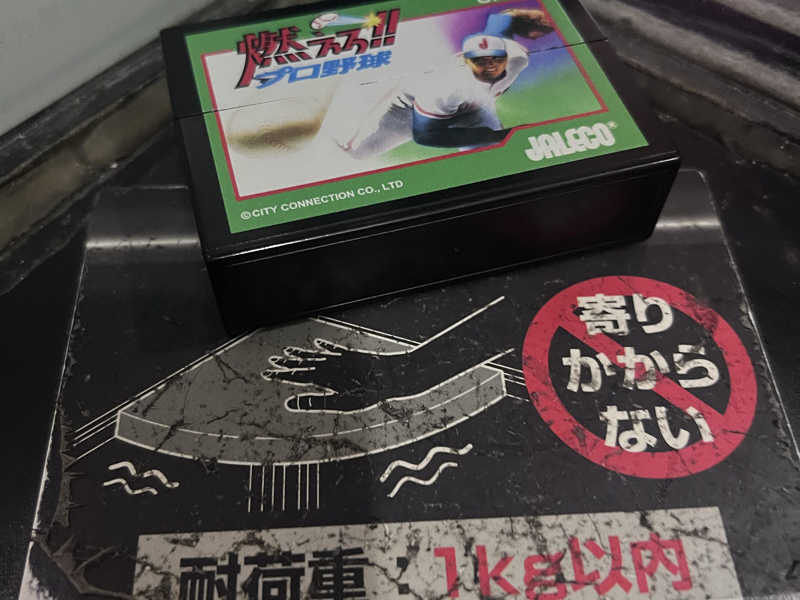 燃えろ!!
プロ野球
J
JALECO®
©CITY CONNECTION CO., LTD
寄り
かから
ない
耐荷重：1kg以内